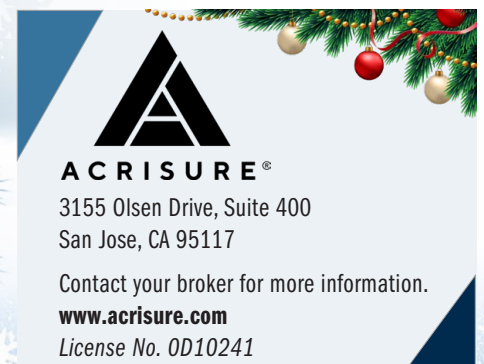 ACRISURE®
3155 Olsen Drive, Suite 400
San Jose, CA 95117
Contact your broker for more information.
www.acrisure.com
License No. 0D10241